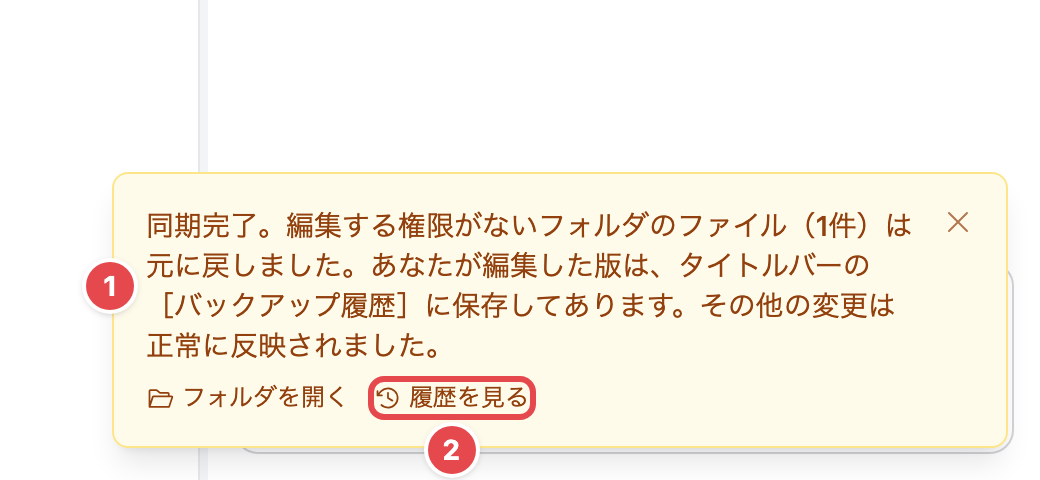 同期完了。編集する権限がないフォルダのファイル（1件）は
元に戻しました。あなたが編集した版は、タイトルバーの
［バックアップ履歴］に保存してあります。その他の変更は
正常に反映されました。
フォルダを開く 履歴を見る
1
2